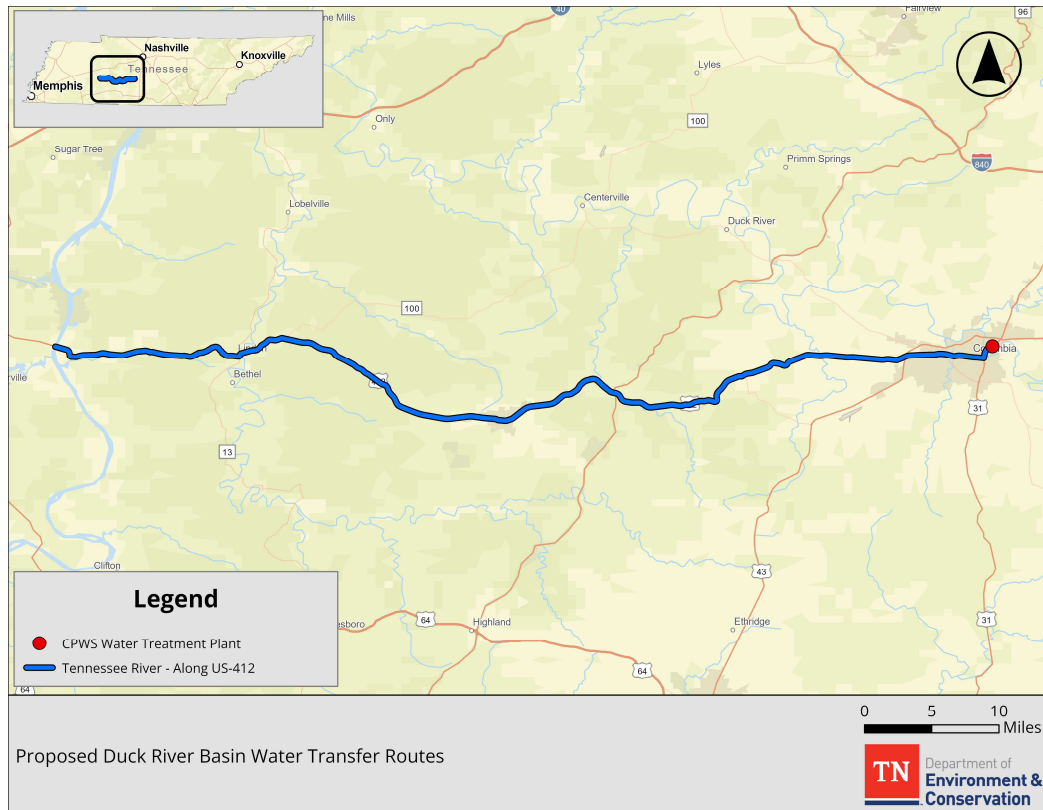 Nashville
Tennessee
Knoxville
Memphis
40
Fairview
96
Lyles
Only
100
Sugar Tree
Primm Springs
840
Lobelville
Centerville
Duck River
100
Columbia
Bethel
31
13
Clifton
43
64
Highland
Ethridge
31
64
64
Legend
CPWS Water Treatment Plant
Tennessee River - Along US-412
Proposed Duck River Basin Water Transfer Routes
0 5 10
Miles
TN
Department of
Environment &
Conservation